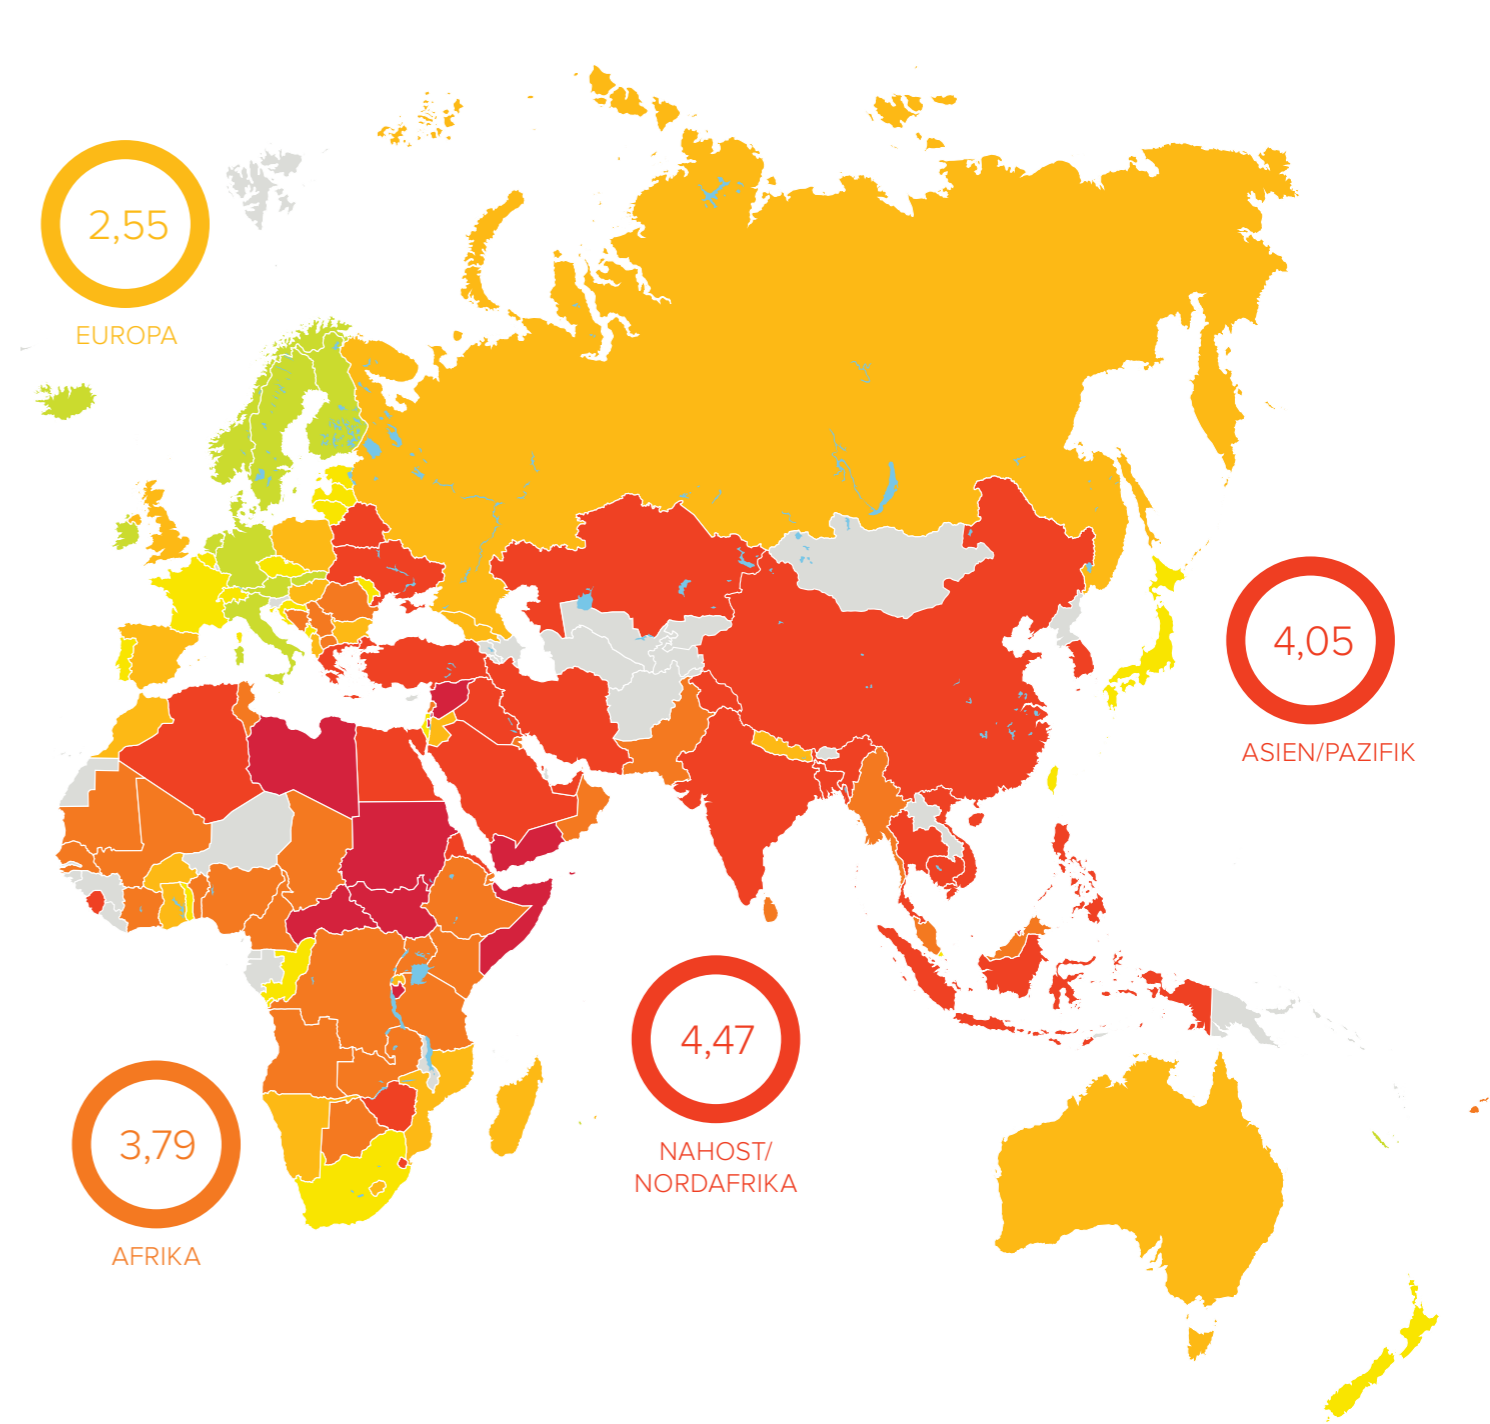 2,55
EUROPA
4,05
ASIEN/PAZIFIK
4,47
NAHOST/
NORDAFRIKA
3,79
AFRIKA